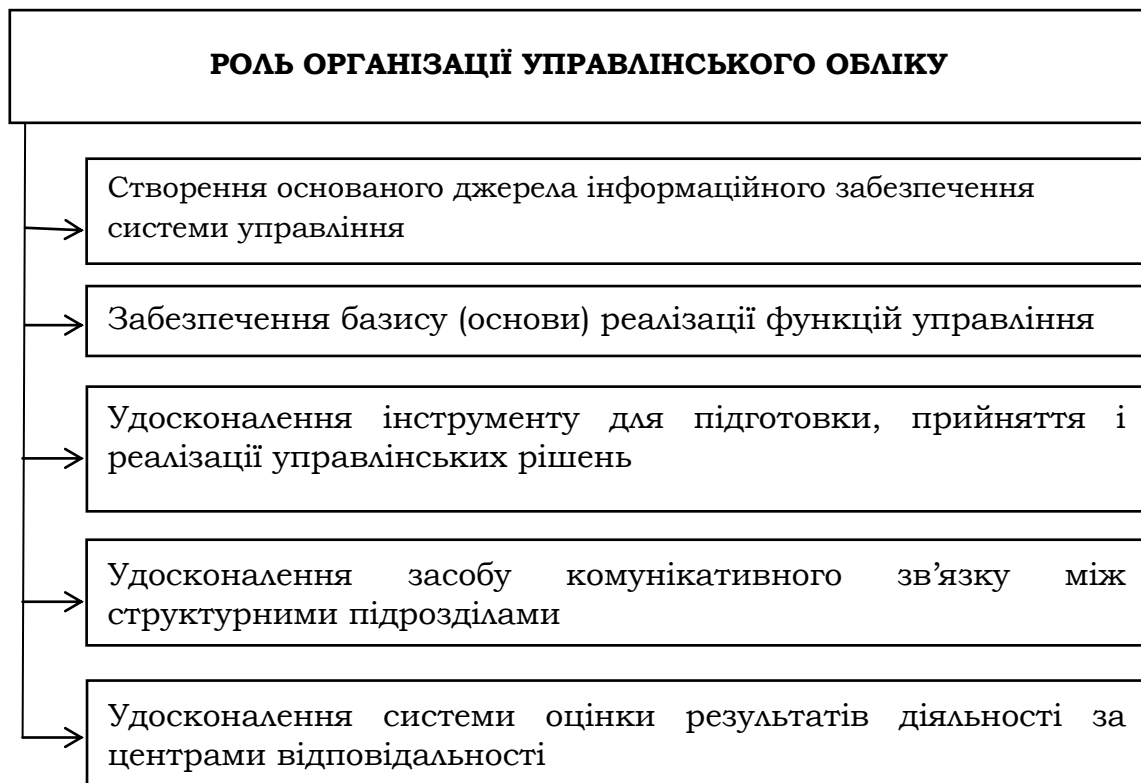 РОЛЬ ОРГАНІЗАЦІЇ УПРАВЛІНСЬКОГО ОБЛІКУ
Створення основаного джерела інформаційного забезпечення
системи управління
Забезпечення базису (основи) реалізації функцій управління
Удосконалення інструменту для підготовки, прийняття і
реалізації управлінських рішень
Удосконалення засобу комунікативного зв’язку між
структурними підрозділами
Удосконалення системи оцінки результатів діяльності за
центрами відповідальності